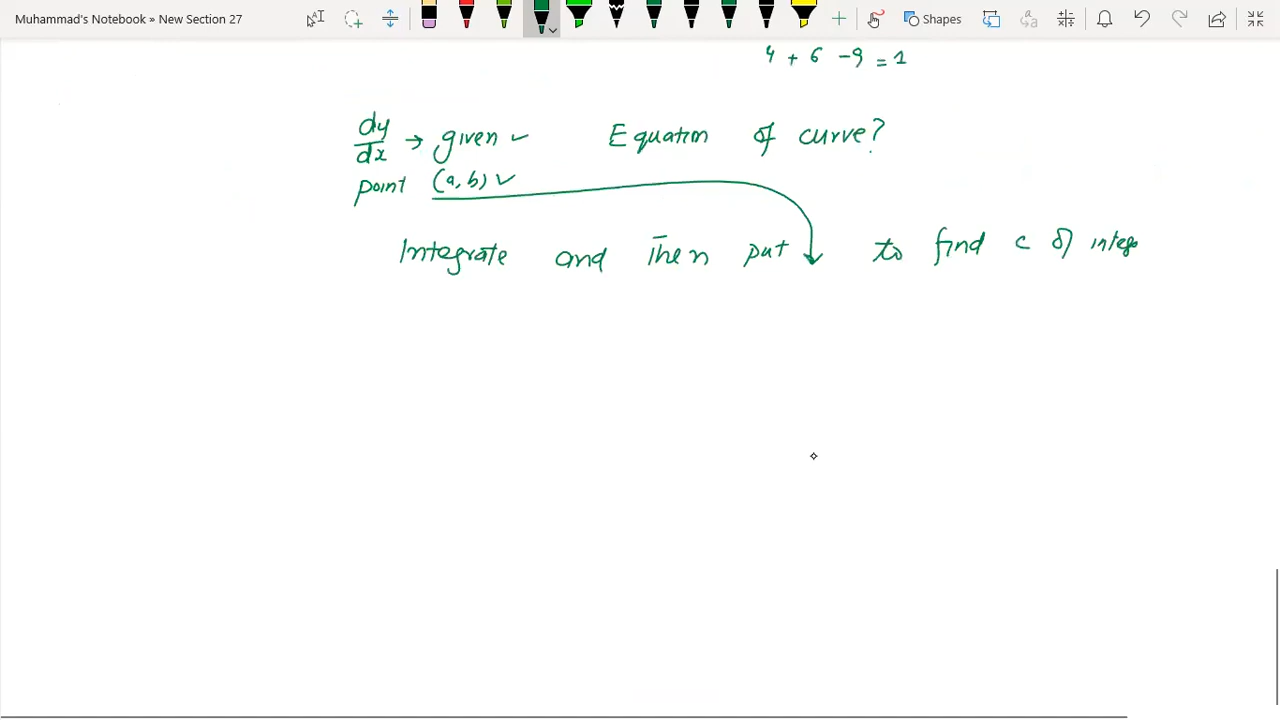 Muhammad's Notebook » New Section 27
Shapes
4 + 6 - 9 = 1
dy/dx → given ✓ Equation of curve?
point (a, b) ✓
Integrate and then put to find c of integ